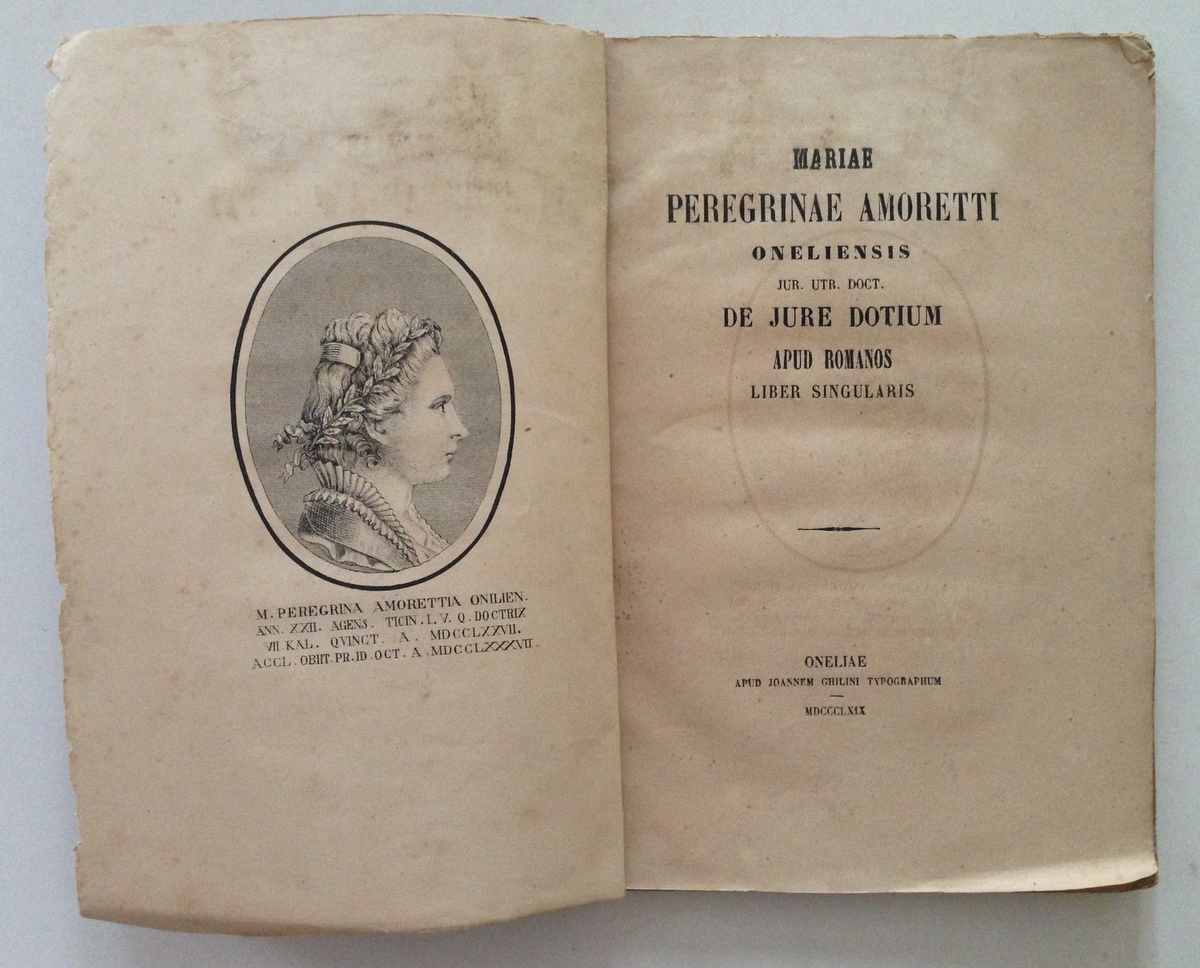 M. PEREGRINA AMORETTIA ONILIEN.
ANN. XXII. AGENS. TICIN. I. V. Q. DOCTRIX
VII KAL. QVINCT. A. MDCCLXXVII.
ACCL. OBIIT. PR. ID. OCT. A. MDCCLXXXVII.
MARIAE
PEREGRINAE AMORETTI
ONELIENSIS
JUR. UTR. DOCT.
DE JURE DOTIUM
APUD ROMANOS
LIBER SINGULARIS
ONELIAE
APUD JOANNEM GHILINI TYPOGRAPHUM
MDCCCLXIX